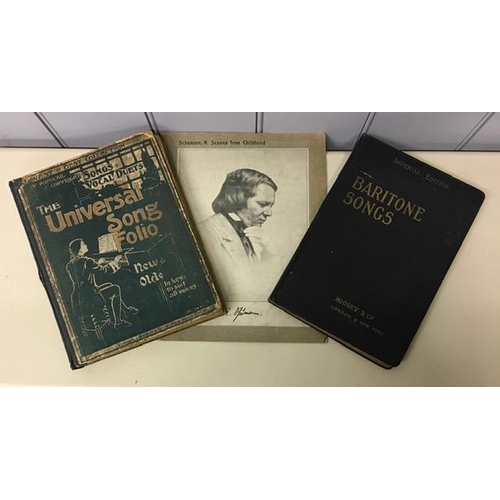 SONGS
VOCAL DUETS
THE
Universal
Song
Folio
New &
Olde
In keys
to suit
all voices
Schumann, R. Scenes from Childhood
IMPERIAL EDITION
BARITONE
SONGS
BOOSEY & Co
LONDON & NEW YORK